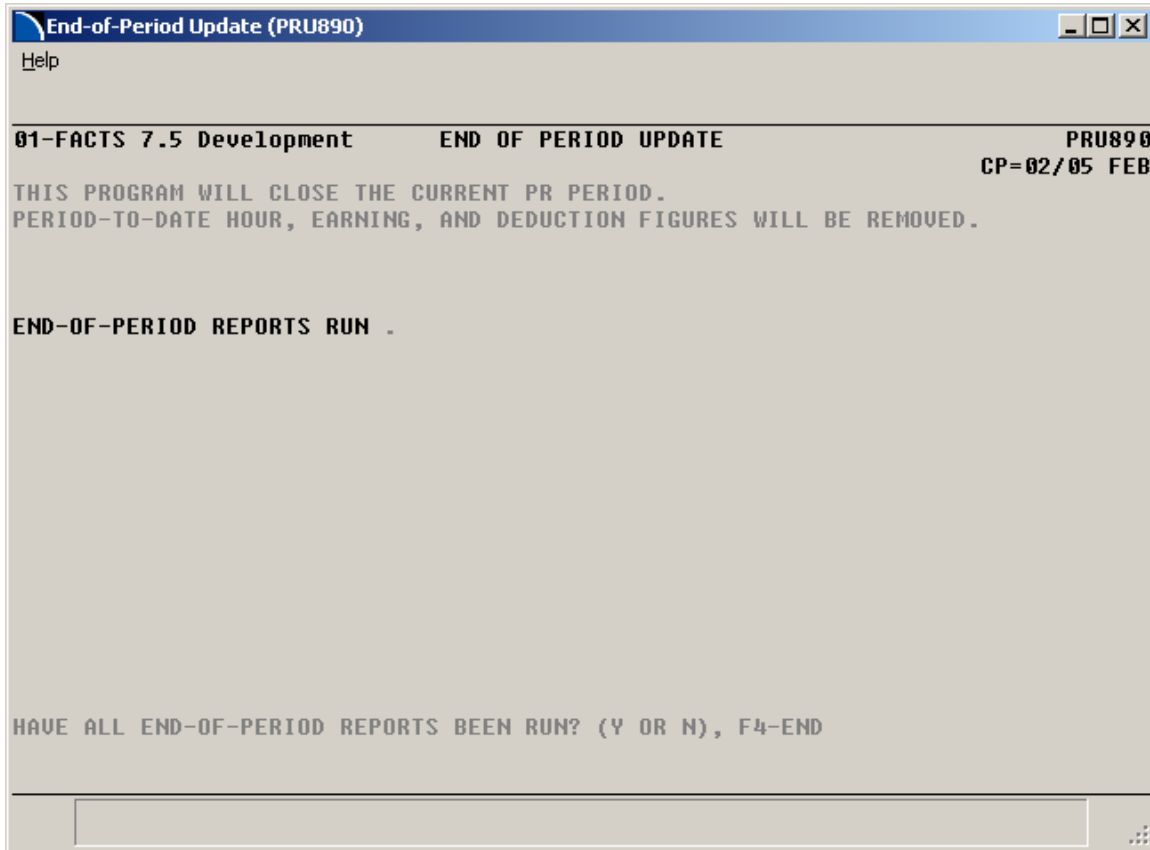 End-of-Period Update (PRU890)
Help
01-FACTS 7.5 Development END OF PERIOD UPDATE PRU890
CP=02/05 FEB
THIS PROGRAM WILL CLOSE THE CURRENT PR PERIOD.
PERIOD-TO-DATE HOUR, EARNING, AND DEDUCTION FIGURES WILL BE REMOVED.
END-OF-PERIOD REPORTS RUN .
HAVE ALL END-OF-PERIOD REPORTS BEEN RUN? (Y OR N), F4-END